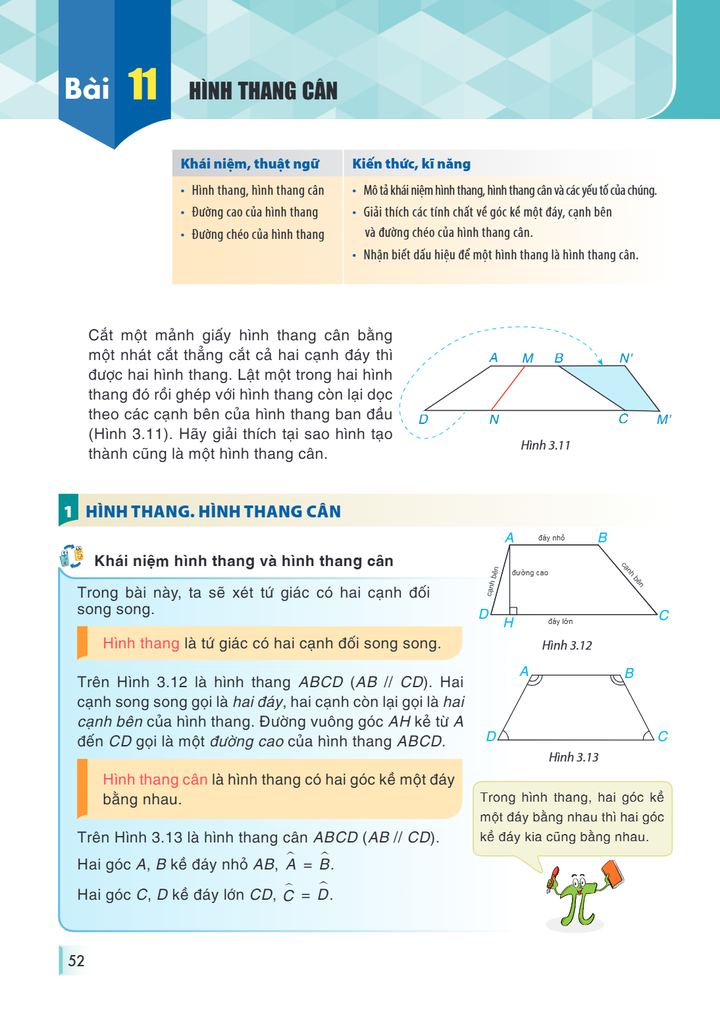 Bài 11
HÌNH THANG CÂN
Khái niệm, thuật ngữ
• Hình thang, hình thang cân
• Đường cao của hình thang
• Đường chéo của hình thang
Kiến thức, kĩ năng
• Mô tả khái niệm hình thang, hình thang cân và các yếu tố của chúng.
• Giải thích các tính chất về góc kề một đáy, cạnh bên
và đường chéo của hình thang cân.
• Nhận biết dấu hiệu để một hình thang là hình thang cân.
Cắt một mảnh giấy hình thang cân bằng
một nhát cắt thẳng cắt cả hai cạnh đáy thì
được hai hình thang. Lật một trong hai hình
thang đó rồi ghép với hình thang còn lại dọc
theo các cạnh bên của hình thang ban đầu
(Hình 3.11). Hãy giải thích tại sao hình tạo
thành cũng là một hình thang cân.
A M B N'
D N C M'
Hình 3.11
1 HÌNH THANG. HÌNH THANG CÂN
Khái niệm hình thang và hình thang cân
Trong bài này, ta sẽ xét tứ giác có hai cạnh đối
song song.
Hình thang là tứ giác có hai cạnh đối song song.
Trên Hình 3.12 là hình thang ABCD (AB // CD). Hai
cạnh song song gọi là hai đáy, hai cạnh còn lại gọi là hai
cạnh bên của hình thang. Đường vuông góc AH kẻ từ A
đến CD gọi là một đường cao của hình thang ABCD.
Hình thang cân là hình thang có hai góc kề một đáy
bằng nhau.
Trên Hình 3.13 là hình thang cân ABCD (AB // CD).
Hai góc A, B kề đáy nhỏ AB, Â = B̂.
Hai góc C, D kề đáy lớn CD, Ĉ = D̂.
A đáy nhỏ B
cạnh bên
đường cao
cạnh bên
D H đáy lớn C
Hình 3.12
A B
D C
Hình 3.13
Trong hình thang, hai góc kề
một đáy bằng nhau thì hai góc
kề đáy kia cũng bằng nhau.
52